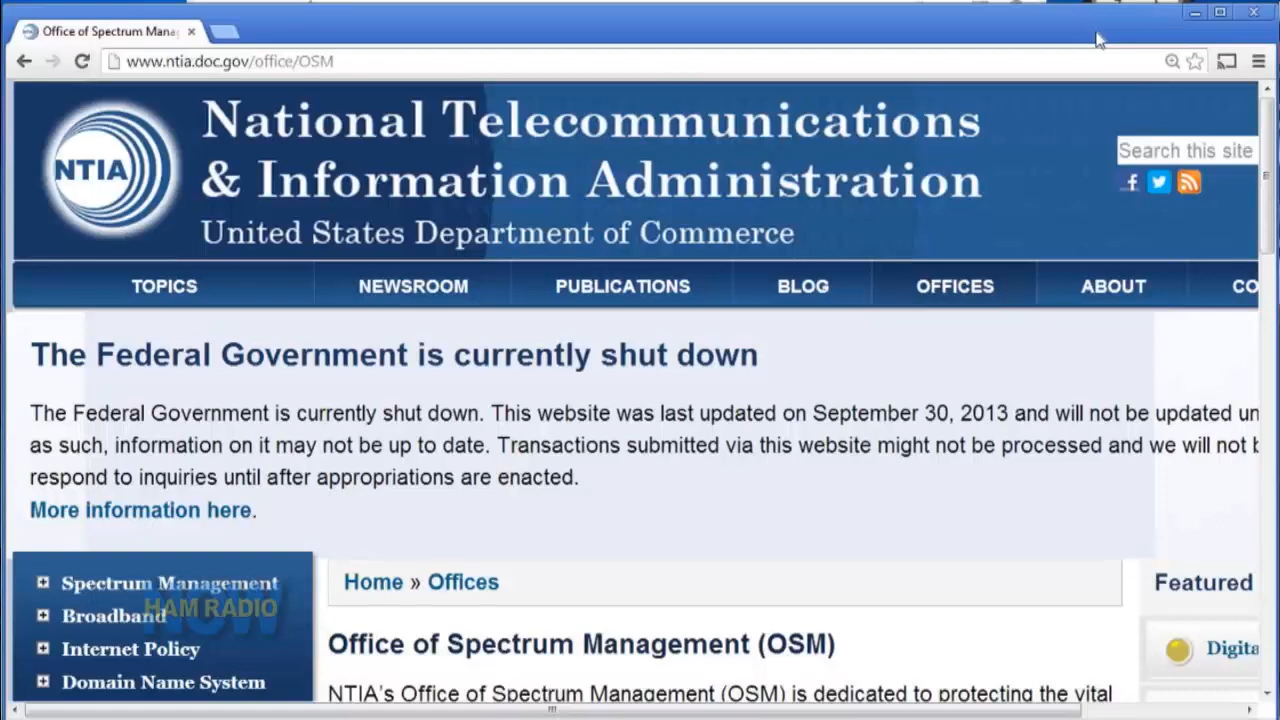 Office of Spectrum Mana
www.ntia.doc.gov/office/OSM
NTIA
National Telecommunications
& Information Administration
United States Department of Commerce
Search this site
TOPICS NEWSROOM PUBLICATIONS BLOG OFFICES ABOUT CO
The Federal Government is currently shut down
The Federal Government is currently shut down. This website was last updated on September 30, 2013 and will not be updated un
as such, information on it may not be up to date. Transactions submitted via this website might not be processed and we will not b
respond to inquiries until after appropriations are enacted.
More information here.
Spectrum Management
Broadband
Internet Policy
Domain Name System
HAM RADIO
NOW
Home » Offices
Office of Spectrum Management (OSM)
NTIA's Office of Spectrum Management (OSM) is dedicated to protecting the vital
Featured
Digita